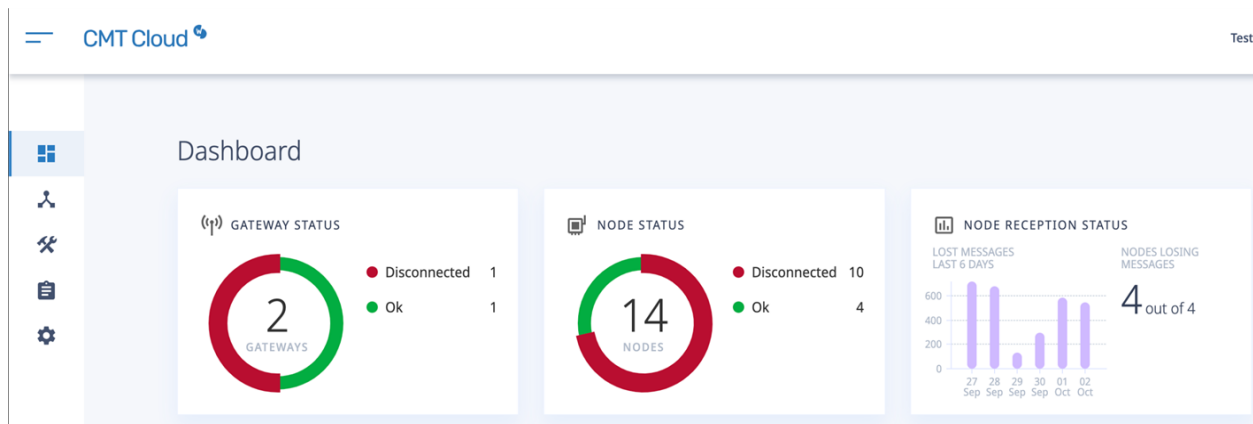 CMT Cloud
Test
Dashboard
GATEWAY STATUS
2
GATEWAYS
Disconnected 1
Ok 1
NODE STATUS
14
NODES
Disconnected 10
Ok 4
NODE RECEPTION STATUS
LOST MESSAGES
LAST 6 DAYS
600
400
200
0
27 28 29 30 01 02
Sep Sep Sep Sep Oct Oct
NODES LOSING
MESSAGES
4 out of 4